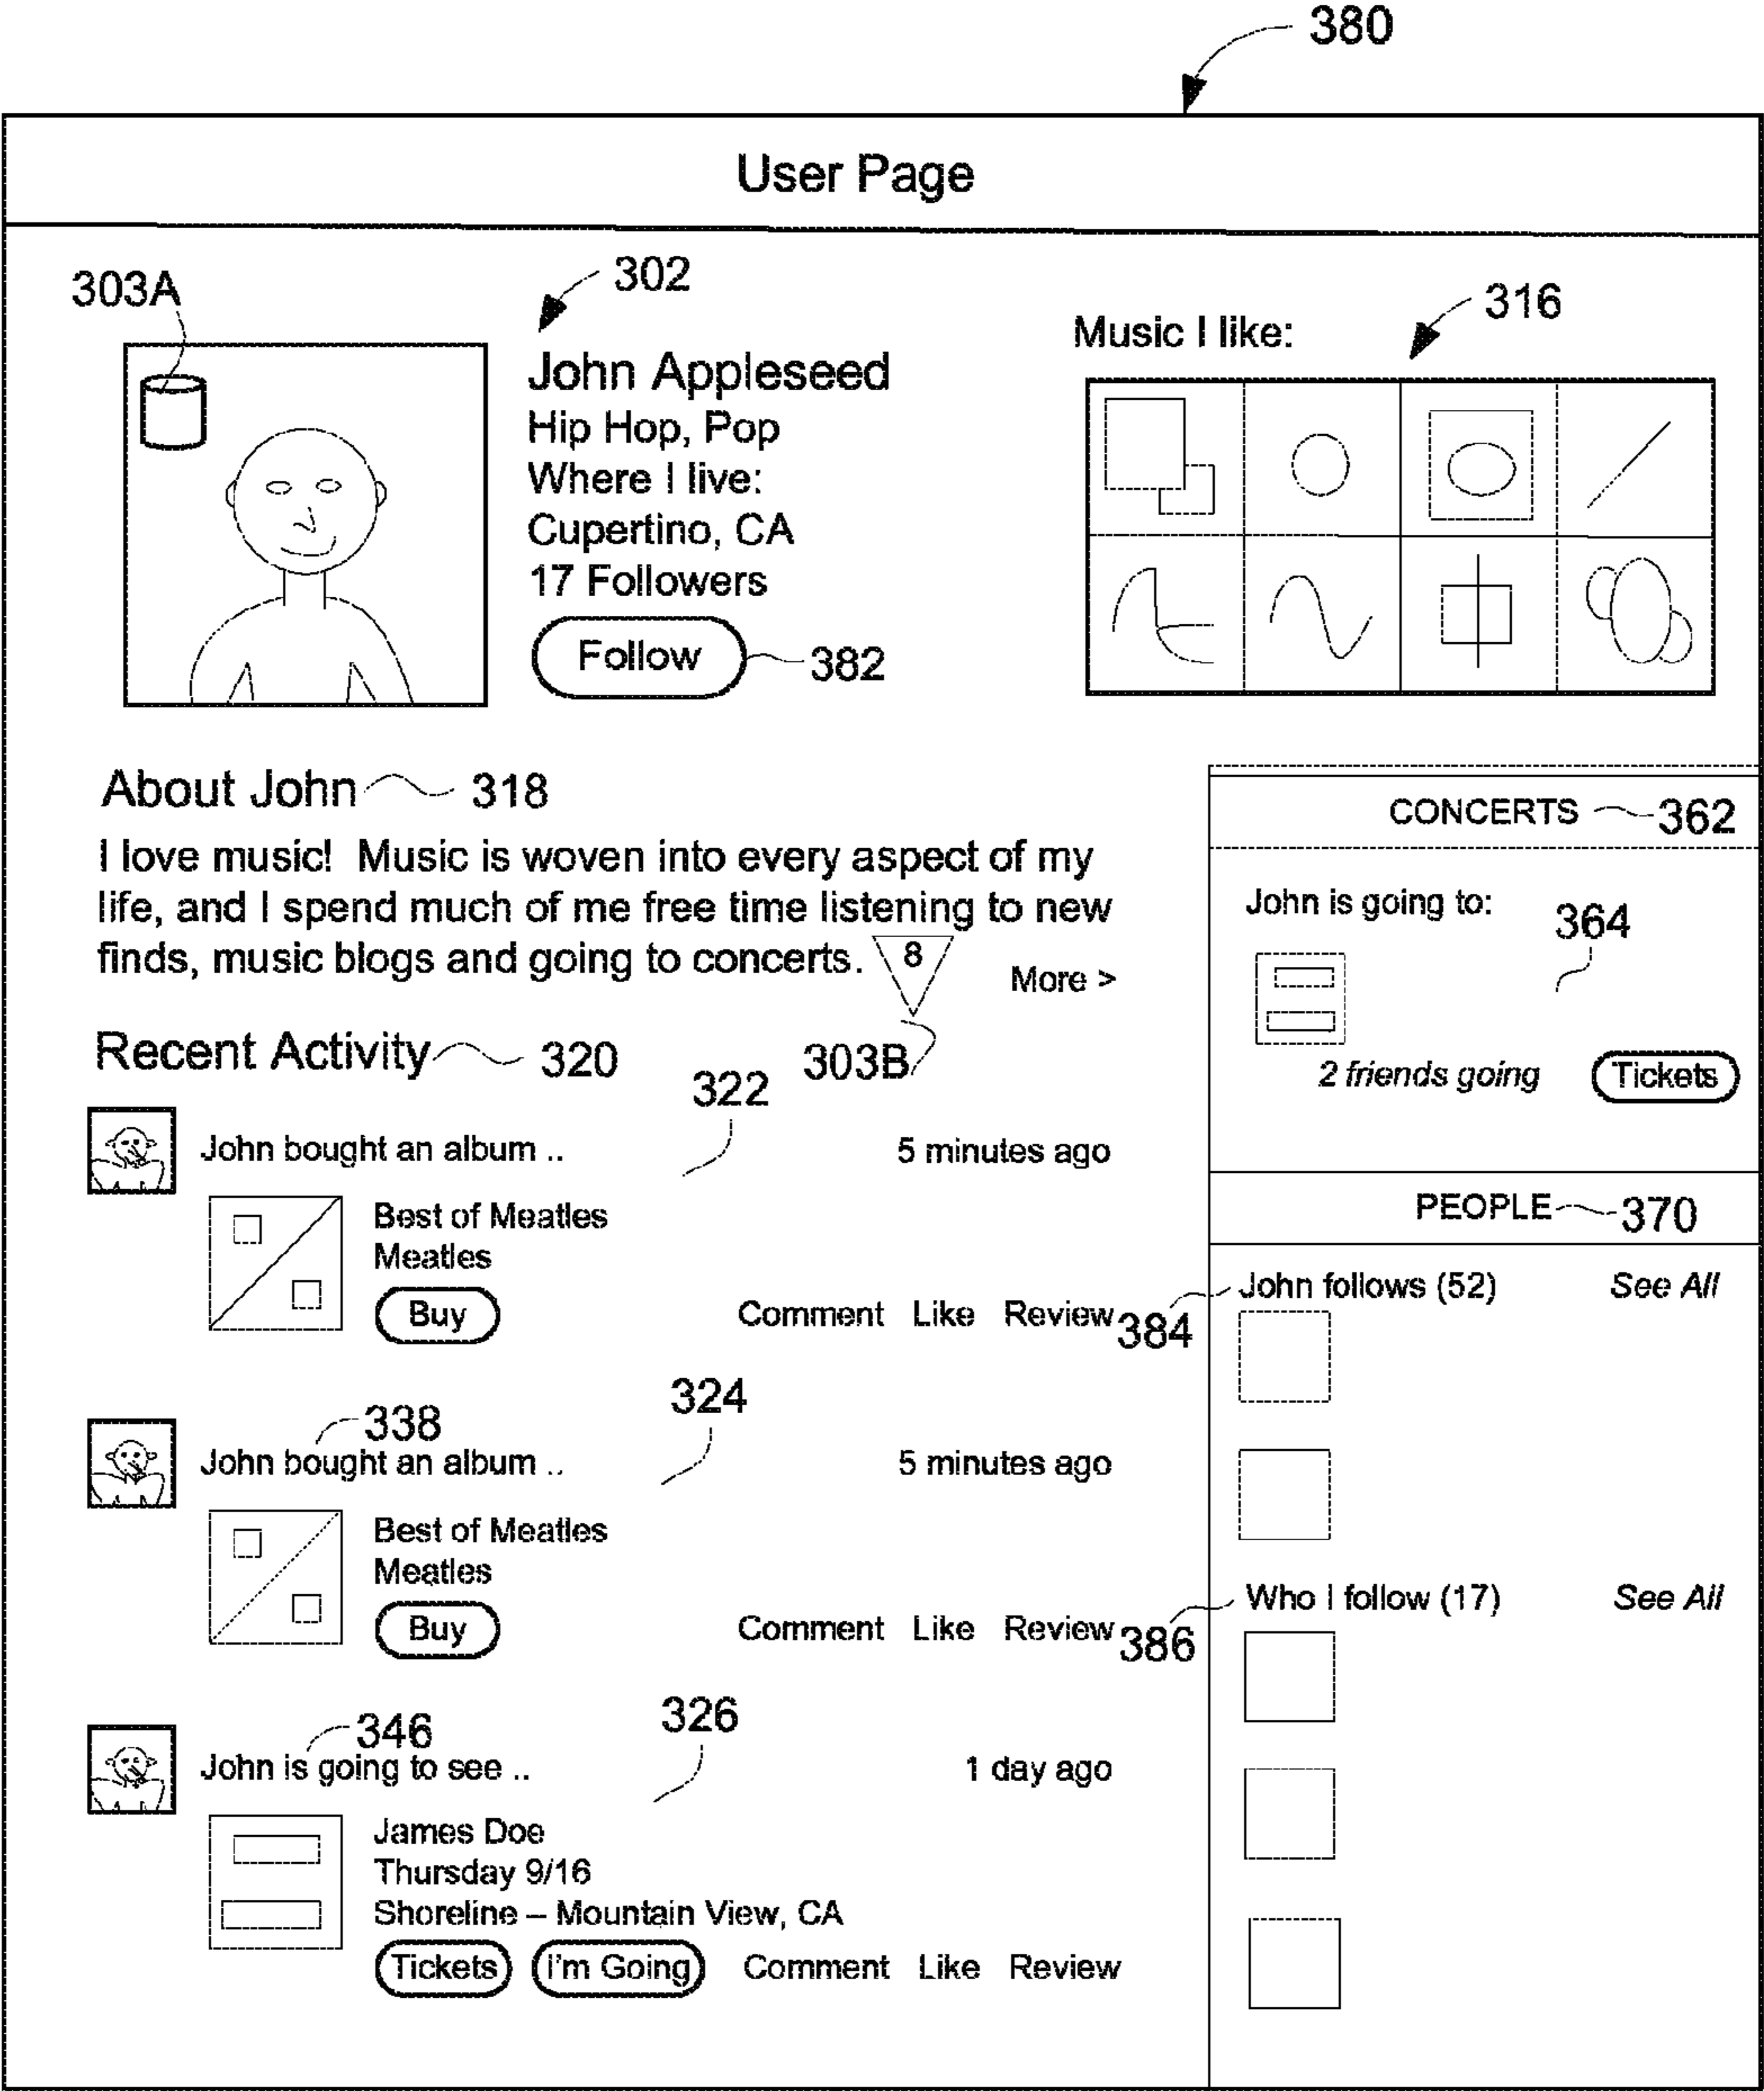 380
User Page
303A
302
John Appleseed
Hip Hop, Pop
Where I live:
Cupertino, CA
17 Followers
Follow
382
Music I like:
316
About John 318
I love music! Music is woven into every aspect of my
life, and I spend much of me free time listening to new
finds, music blogs and going to concerts.
8
More >
303B
Recent Activity 320
322
John bought an album ..
5 minutes ago
Best of Meatles
Meatles
Buy
Comment Like Review
338
324
John bought an album ..
5 minutes ago
Best of Meatles
Meatles
Buy
Comment Like Review
346
326
John is going to see ..
1 day ago
James Doe
Thursday 9/16
Shoreline – Mountain View, CA
Tickets I'm Going Comment Like Review
CONCERTS 362
John is going to:
364
2 friends going Tickets
PEOPLE 370
384 John follows (52) See All
386 Who I follow (17) See All